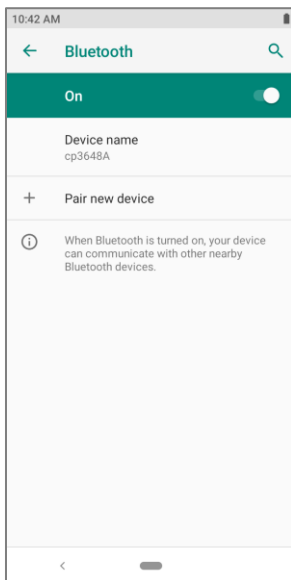 10:42 AM
Bluetooth
On
Device name
cp3648A
Pair new device
When Bluetooth is turned on, your device
can communicate with other nearby
Bluetooth devices.